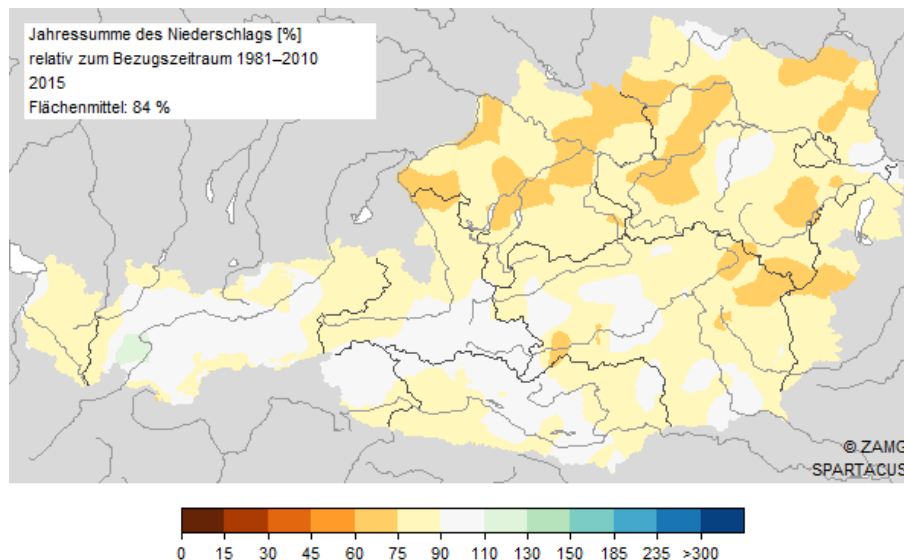 Jahressumme des Niederschlags [%]
relativ zum Bezugszeitraum 1981–2010
2015
Flächenmittel: 84 %
© ZAMG
SPARTACUS
0 15 30 45 60 75 90 110 130 150 185 235 >300